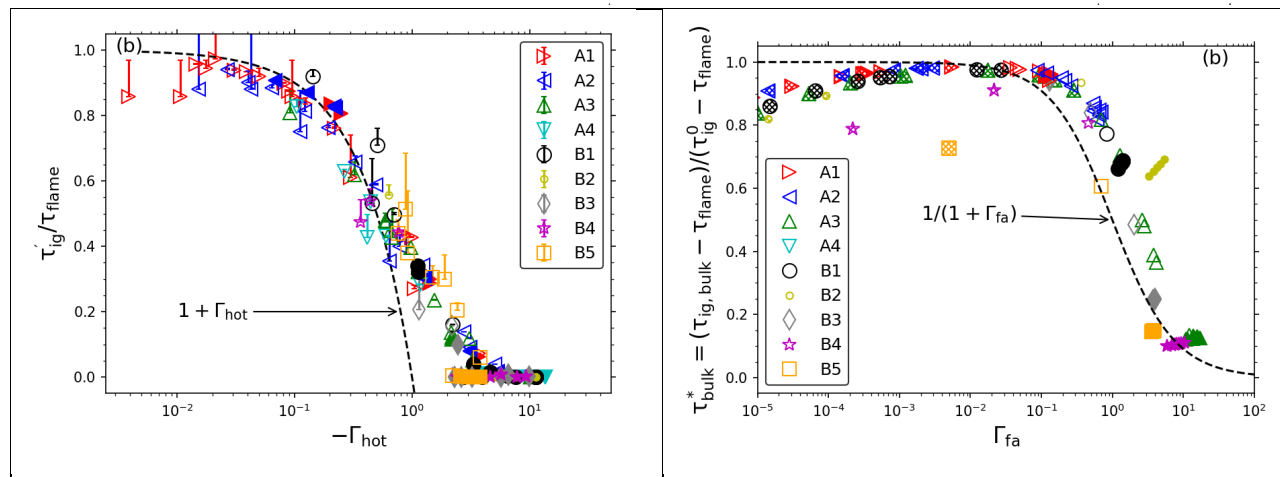 (b)
1.0
0.8
0.6
0.4
0.2
0.0
τ′ig/τflame
10⁻²
10⁻¹
10⁰
10¹
−Γhot
1 + Γhot
A1
A2
A3
A4
B1
B2
B3
B4
B5
(b)
1.0
0.8
0.6
0.4
0.2
0.0
τ*bulk = (τig, bulk − τflame)/(τ⁰ig − τflame)
10⁻⁵
10⁻⁴
10⁻³
10⁻²
10⁻¹
10⁰
10¹
10²
Γfa
1/(1 + Γfa)
A1
A2
A3
A4
B1
B2
B3
B4
B5